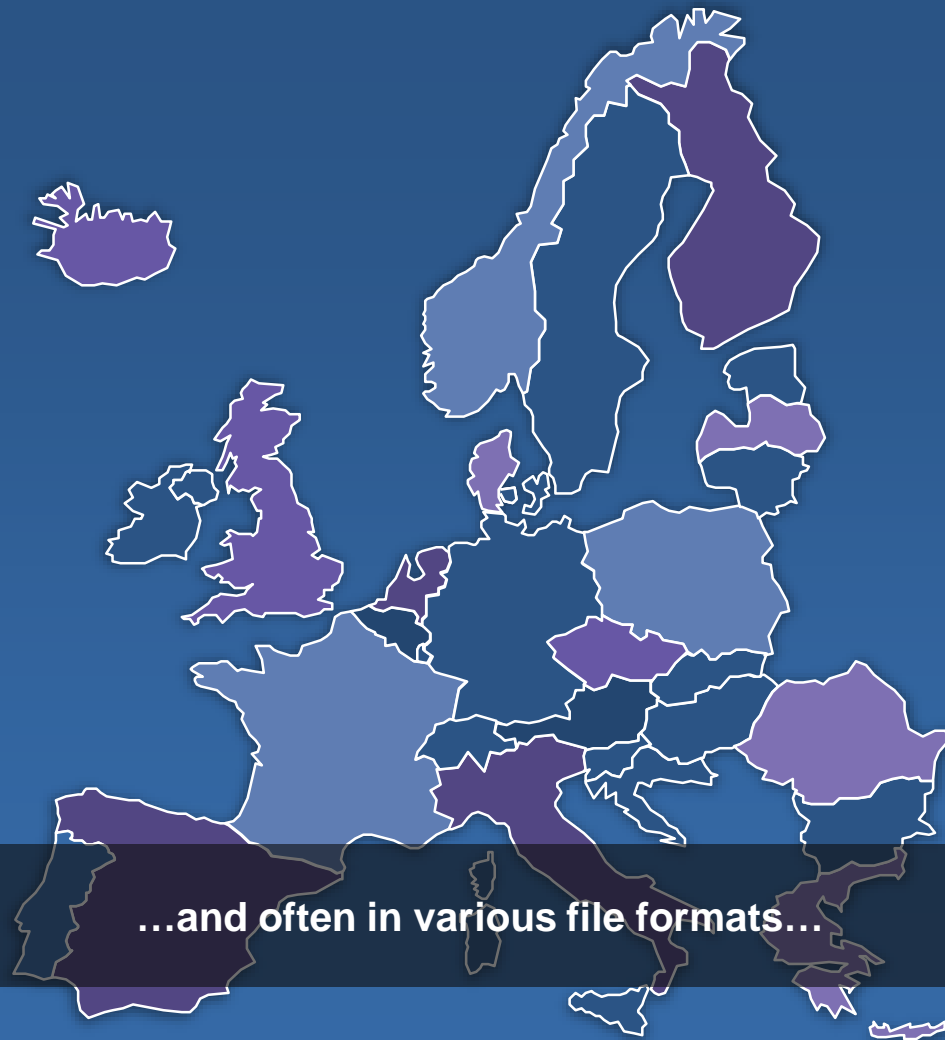 …and often in various file formats…